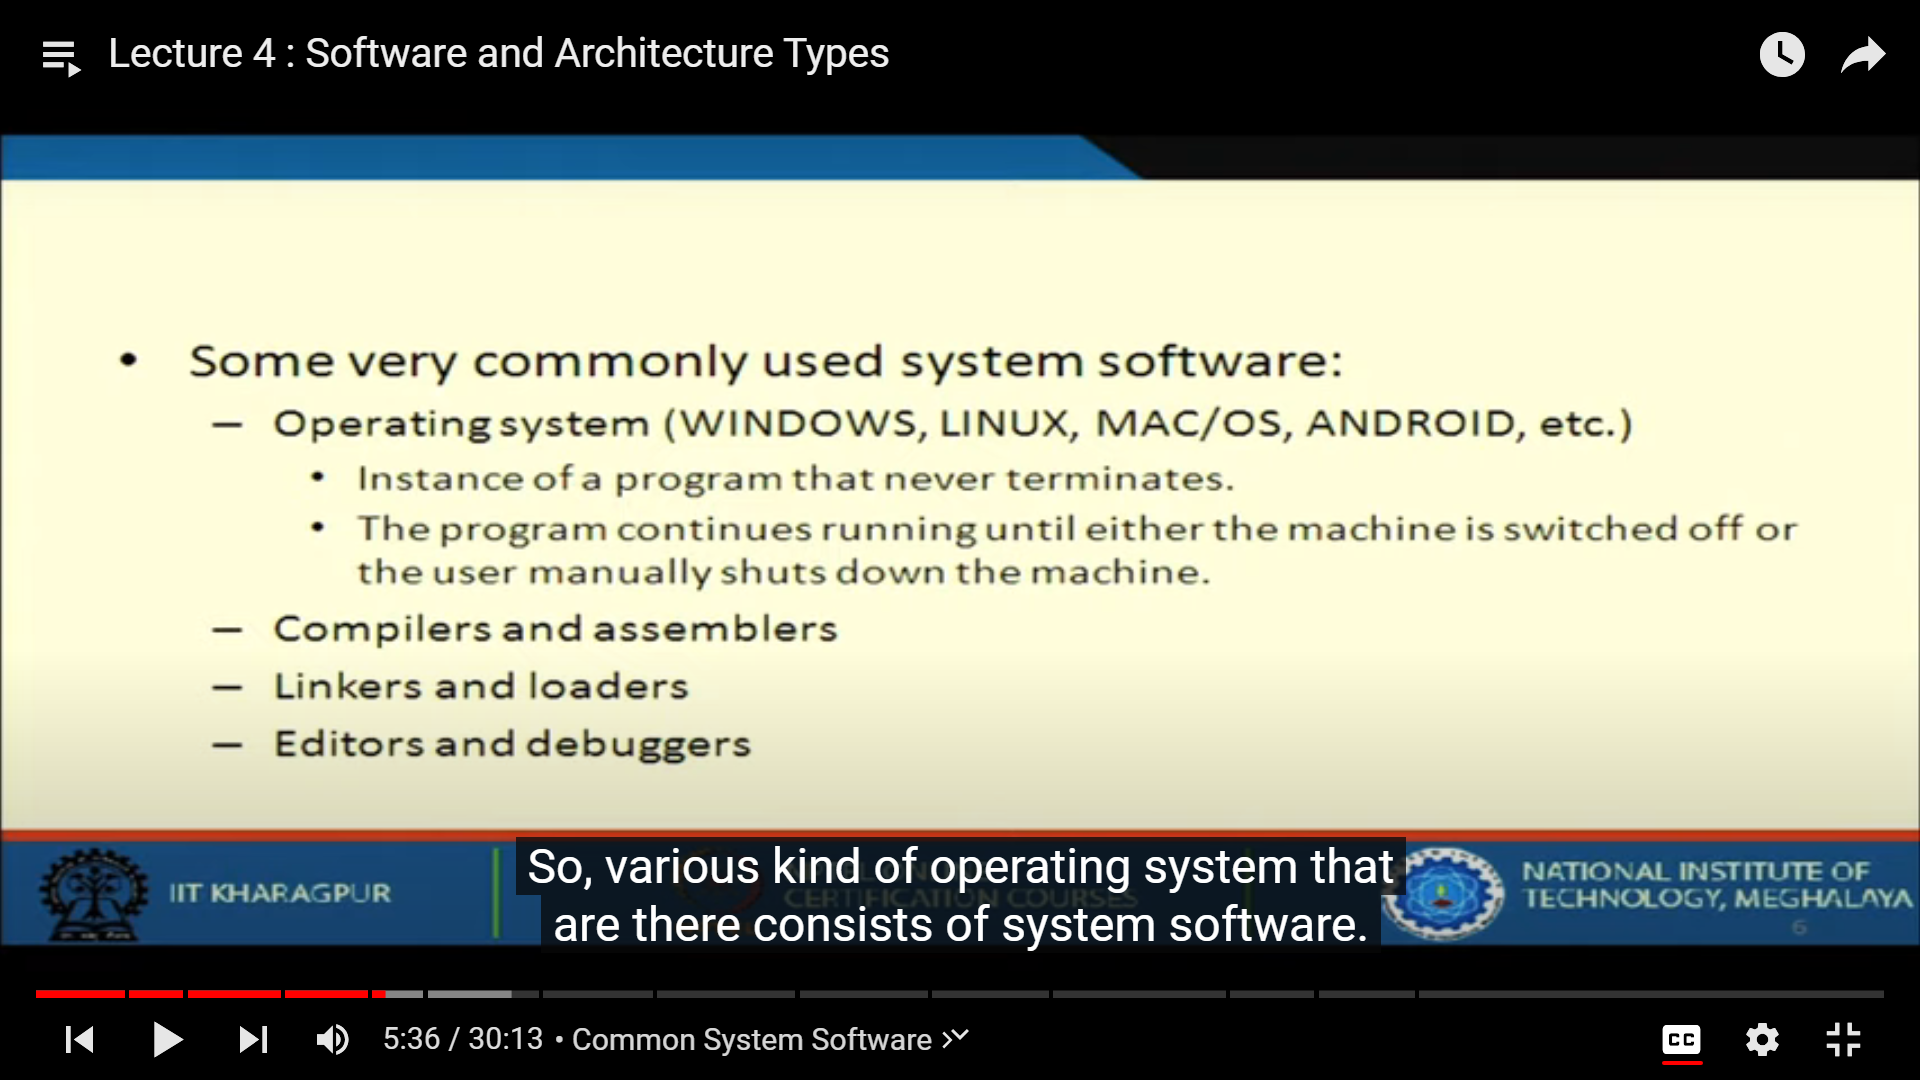 Lecture 4 : Software and Architecture Types
• Some very commonly used system software:
– Operating system (WINDOWS, LINUX, MAC/OS, ANDROID, etc.)
• Instance of a program that never terminates.
• The program continues running until either the machine is switched off or
the user manually shuts down the machine.
– Compilers and assemblers
– Linkers and loaders
– Editors and debuggers
So, various kind of operating system that
are there consists of system software.
IIT KHARAGPUR
CERTIFICATION COURSES
NATIONAL INSTITUTE OF
TECHNOLOGY, MEGHALAYA
6
5:36 / 30:13 • Common System Software
CC